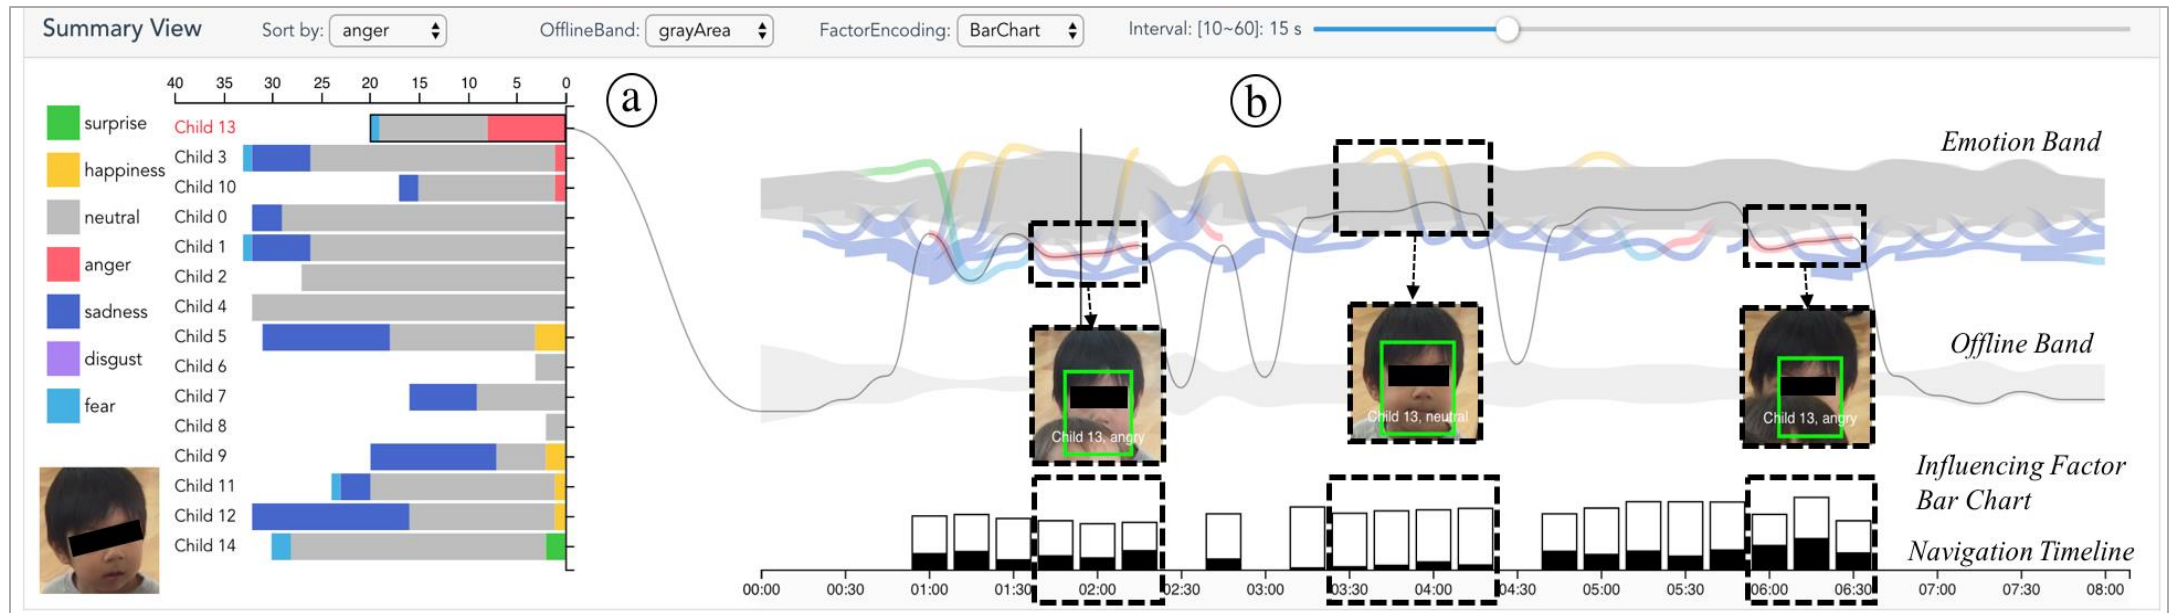 Summary View Sort by: anger OfflineBand: grayArea FactorEncoding: BarChart Interval: [10~60]: 15 s
40 35 30 25 20 15 10 5 0
a
b
surprise
happiness
neutral
anger
sadness
disgust
fear
Child 13
Child 3
Child 10
Child 0
Child 1
Child 2
Child 4
Child 5
Child 6
Child 7
Child 8
Child 9
Child 11
Child 12
Child 14
Emotion Band
Offline Band
Child 13, angry
Child 13, neutral
Child 13, angry
Influencing Factor
Bar Chart
Navigation Timeline
00:00 00:30 01:00 01:30 02:00 02:30 03:00 03:30 04:00 04:30 05:00 05:30 06:00 06:30 07:00 07:30 08:00